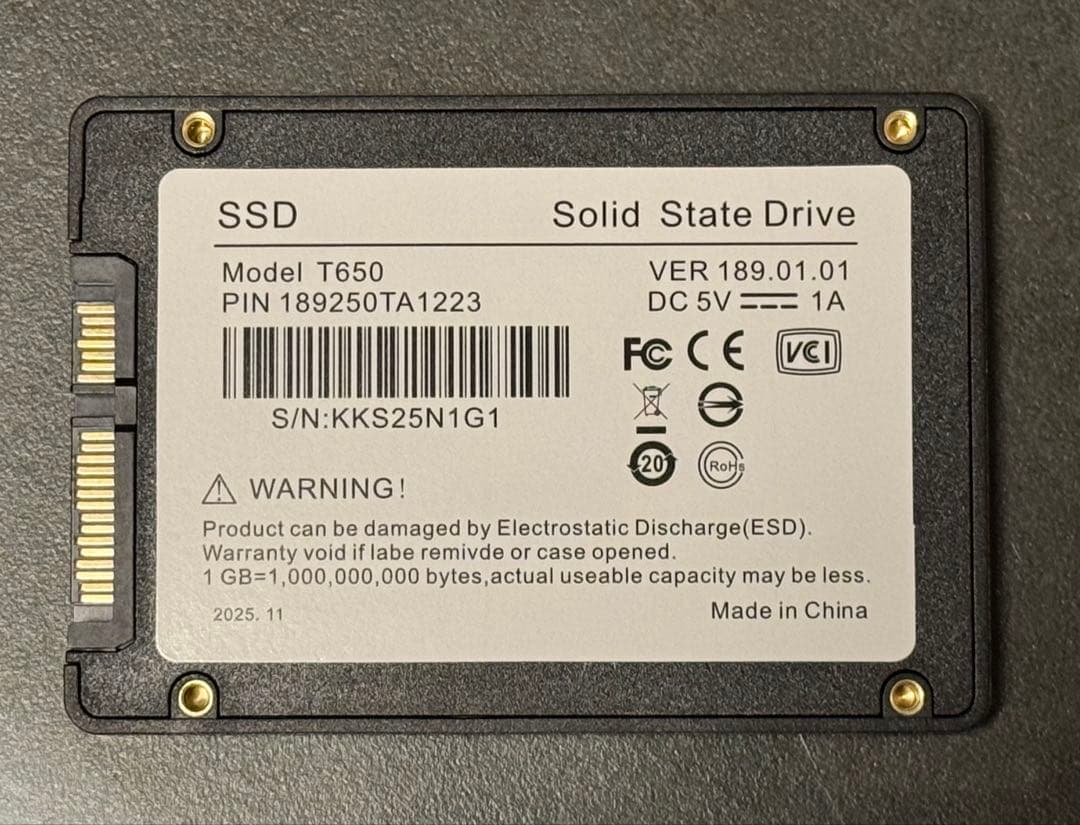 SSD Solid State Drive
Model T650 VER 189.01.01
PIN 189250TA1223 DC 5V 1A
FC CE VCI
S/N:KKS25N1G1
20 RoHs
WARNING!
Product can be damaged by Electrostatic Discharge(ESD).
Warranty void if labe remivde or case opened.
1 GB=1,000,000,000 bytes,actual useable capacity may be less.
2025. 11 Made in China